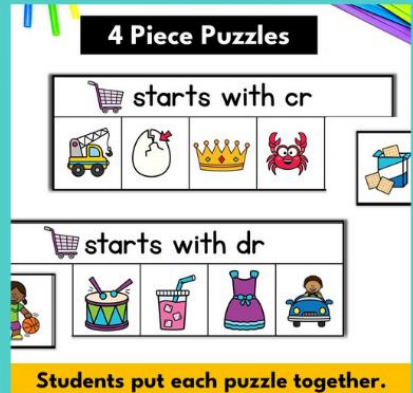 4 Piece Puzzles
starts with cr
starts with dr
Students put each puzzle together.